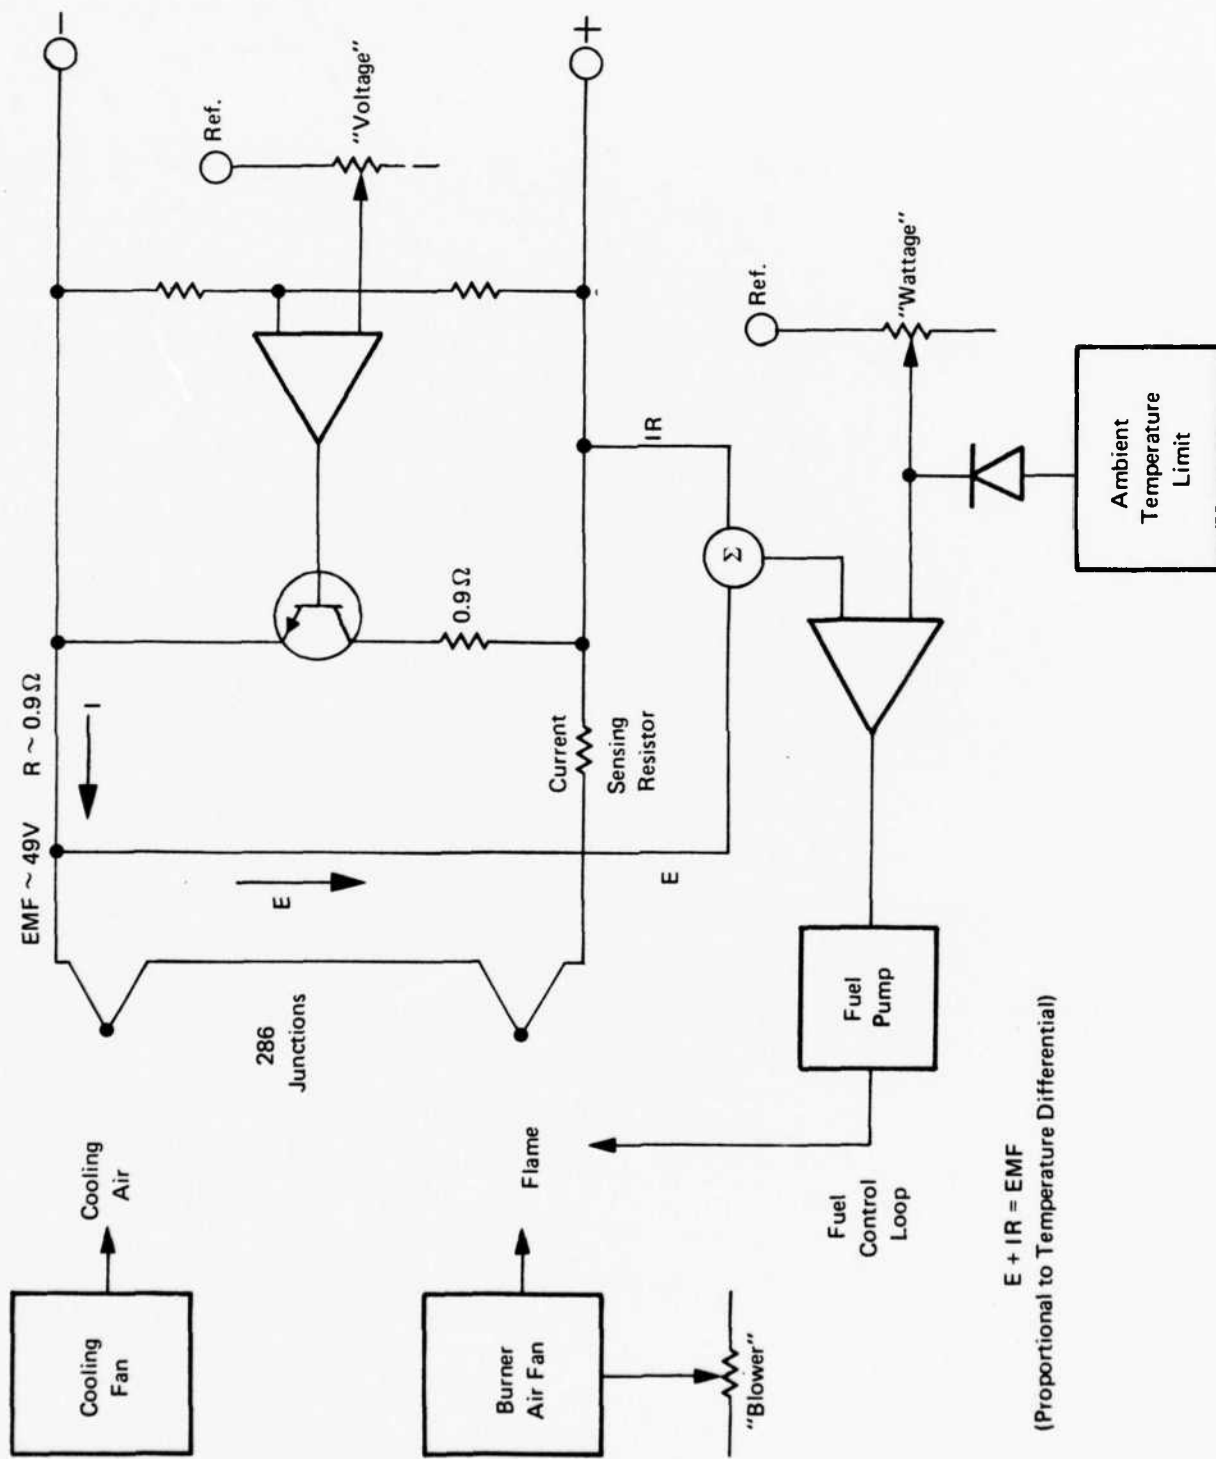 Cooling
Fan
Cooling
Air
286
Junctions
EMF ~ 49V R ~ 0.9Ω
I
E
−
Ref.
"Voltage"
+
0.9Ω
Current
Sensing
Resistor
IR
E
Σ
Burner
Air Fan
Flame
"Blower"
Fuel
Control
Loop
Fuel
Pump
Ref.
"Wattage"
Ambient
Temperature
Limit
E + IR = EMF
(Proportional to Temperature Differential)